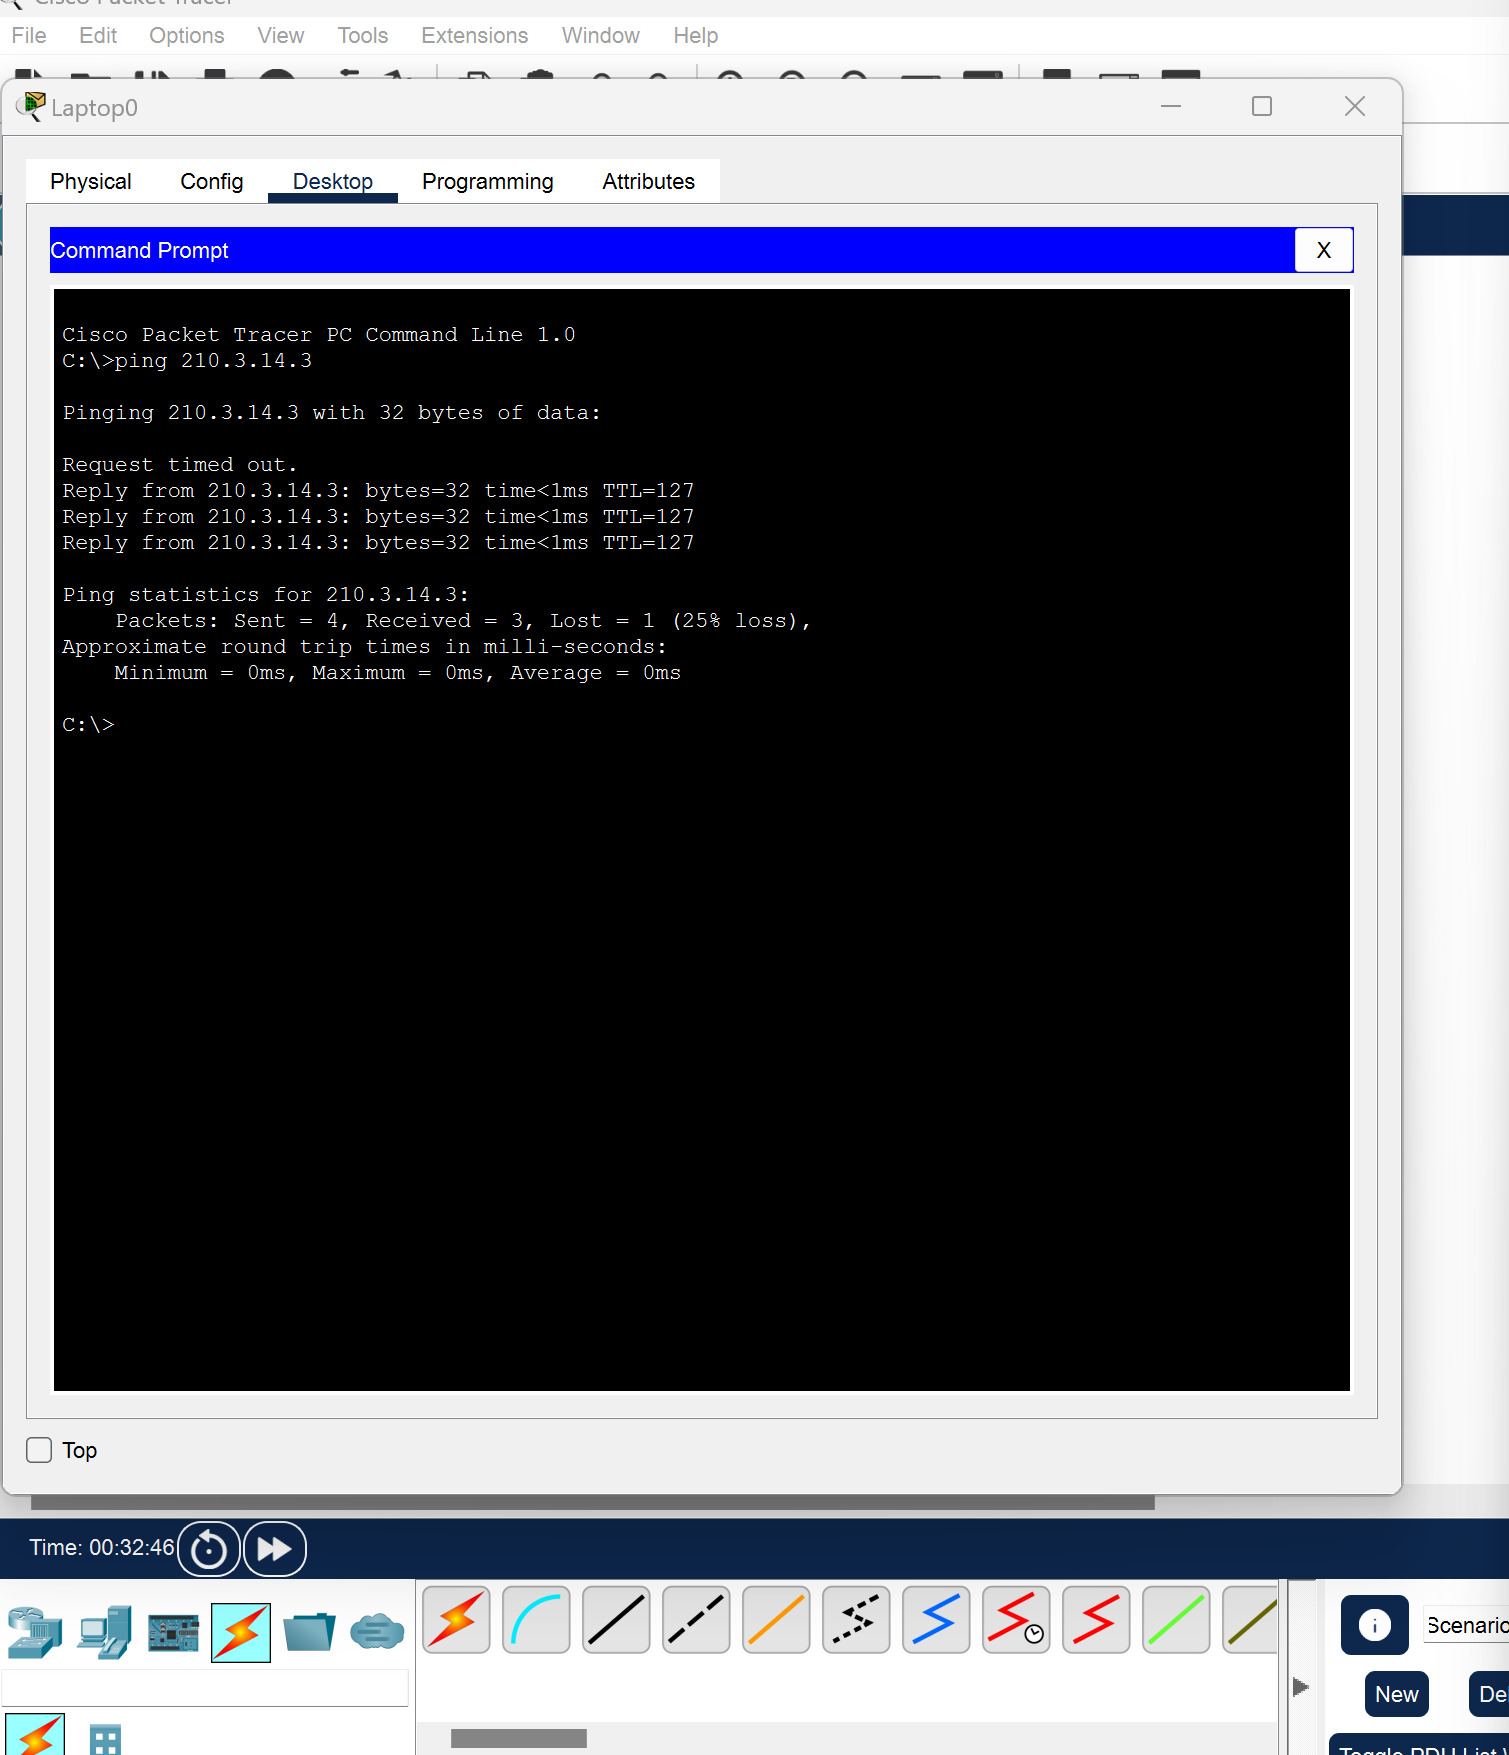 Cisco Packet Tracer
File Edit Options View Tools Extensions Window Help
Laptop0
Physical Config Desktop Programming Attributes
Command Prompt X
Cisco Packet Tracer PC Command Line 1.0
C:\>ping 210.3.14.3
Pinging 210.3.14.3 with 32 bytes of data:
Request timed out.
Reply from 210.3.14.3: bytes=32 time<1ms TTL=127
Reply from 210.3.14.3: bytes=32 time<1ms TTL=127
Reply from 210.3.14.3: bytes=32 time<1ms TTL=127
Ping statistics for 210.3.14.3:
Packets: Sent = 4, Received = 3, Lost = 1 (25% loss),
Approximate round trip times in milli-seconds:
Minimum = 0ms, Maximum = 0ms, Average = 0ms
C:\>
Top
Time: 00:32:46
Scenario
New De
Toggle PDU List